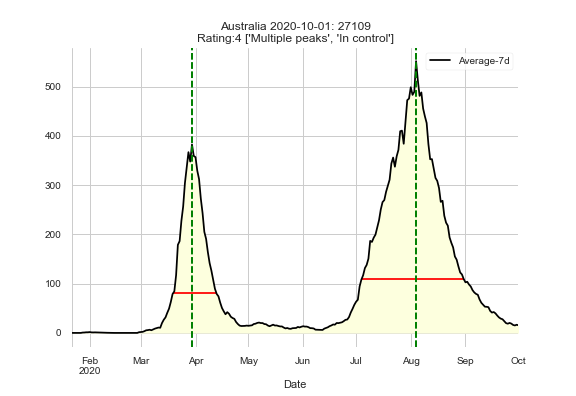 Australia 2020-10-01: 27109
Rating:4 ['Multiple peaks', 'In control']
Average-7d
500
400
300
200
100
0
Feb Mar Apr May Jun Jul Aug Sep Oct
2020
Date